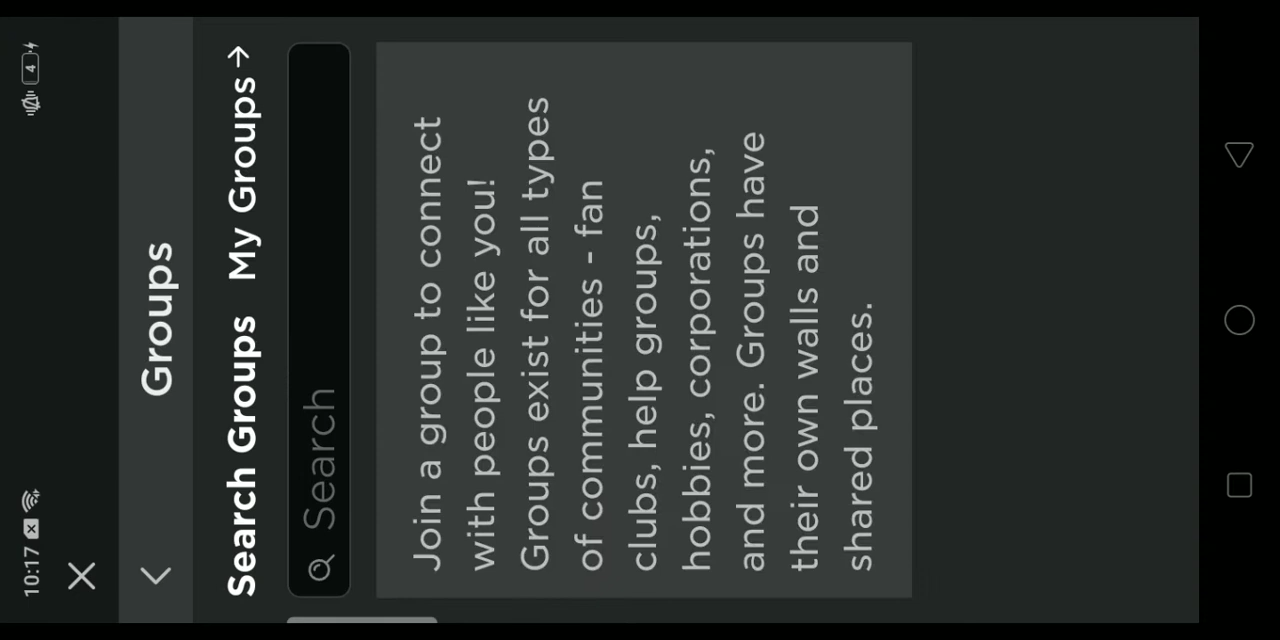 10:17
4
Groups
Search Groups My Groups →
Search
Join a group to connect
with people like you!
Groups exist for all types
of communities - fan
clubs, help groups,
hobbies, corporations,
and more. Groups have
their own walls and
shared places.